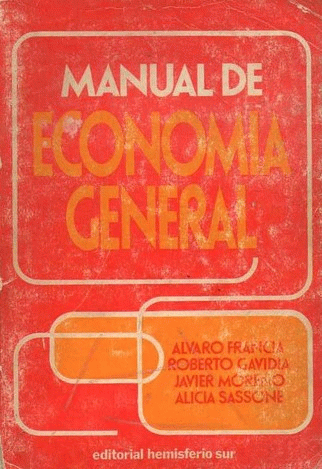 MANUAL DE
ECONOMIA
GENERAL
ALVARO FRANCIA
ROBERTO GAVIDIA
JAVIER MORENO
ALICIA SASSONE
editorial hemisferio sur